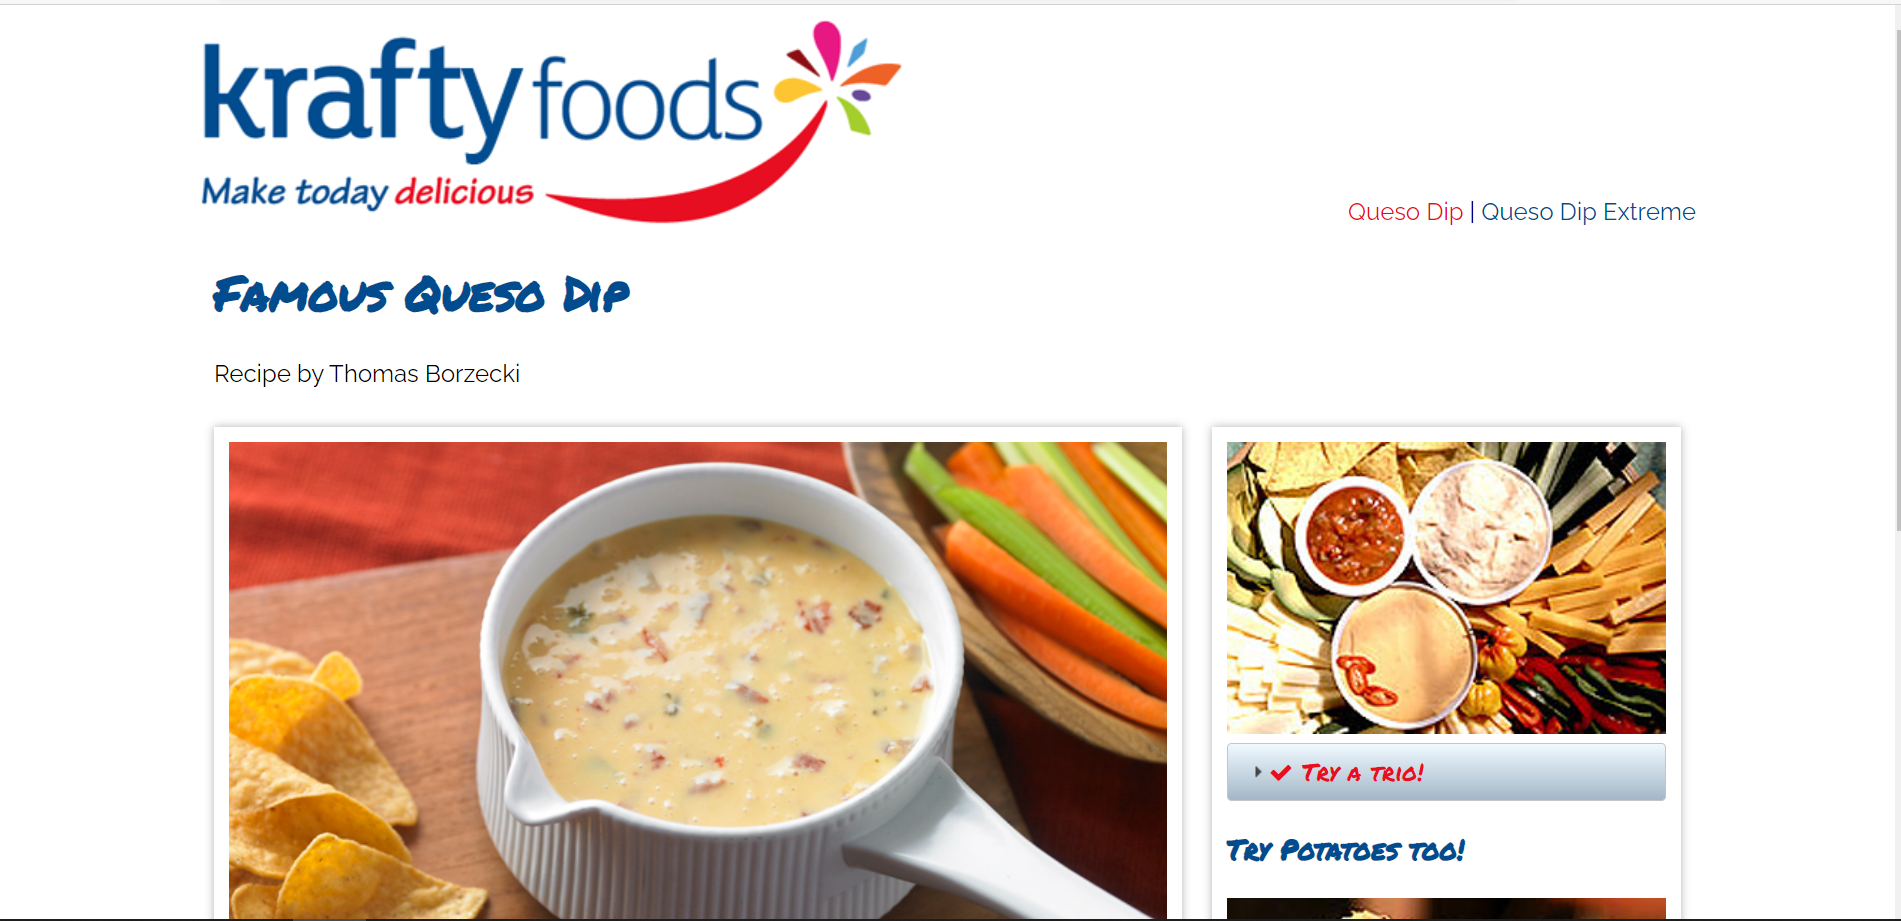 krafty foods
Make today delicious
Queso Dip | Queso Dip Extreme
Famous Queso Dip
Recipe by Thomas Borzecki
Try a trio!
Try Potatoes too!